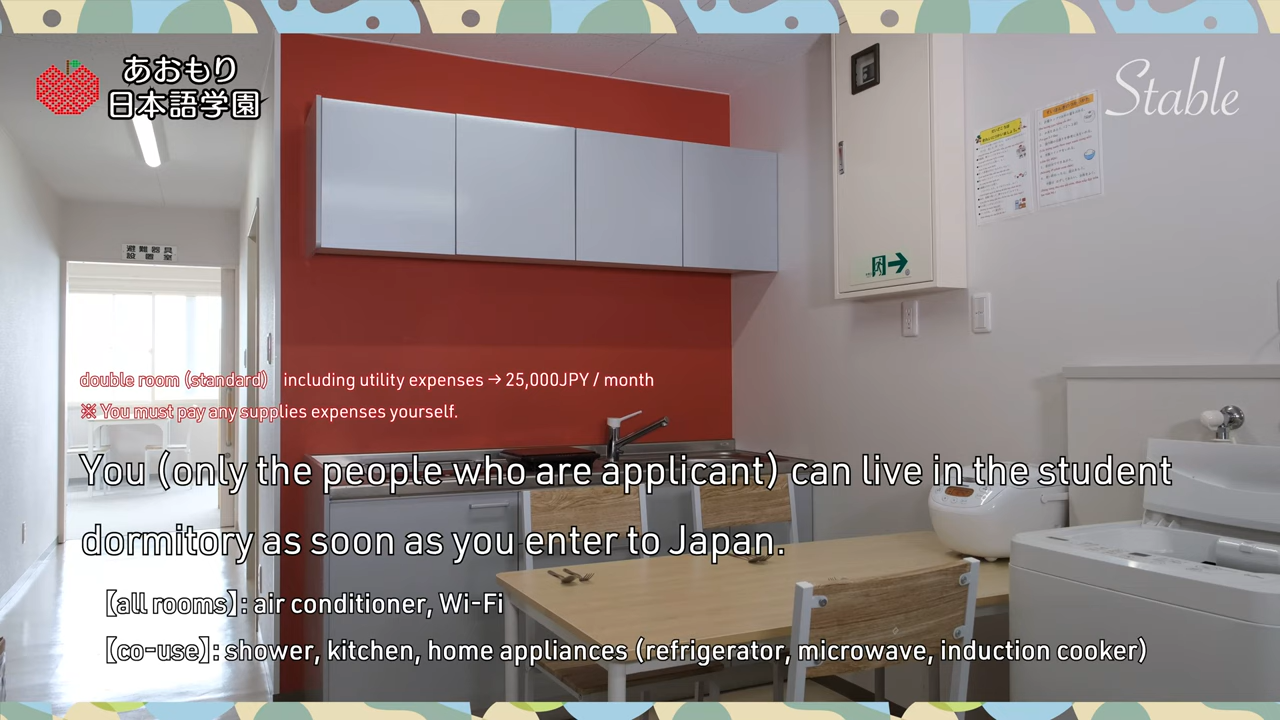 あおもり
日本語学園
Stable
避難器具
設置室
double room (standard) including utility expenses → 25,000JPY / month
※ You must pay any supplies expenses yourself.
You (only the people who are applicant) can live in the student
dormitory as soon as you enter to Japan.
【all rooms】: air conditioner, Wi-Fi
【co-use】: shower, kitchen, home appliances (refrigerator, microwave, induction cooker)